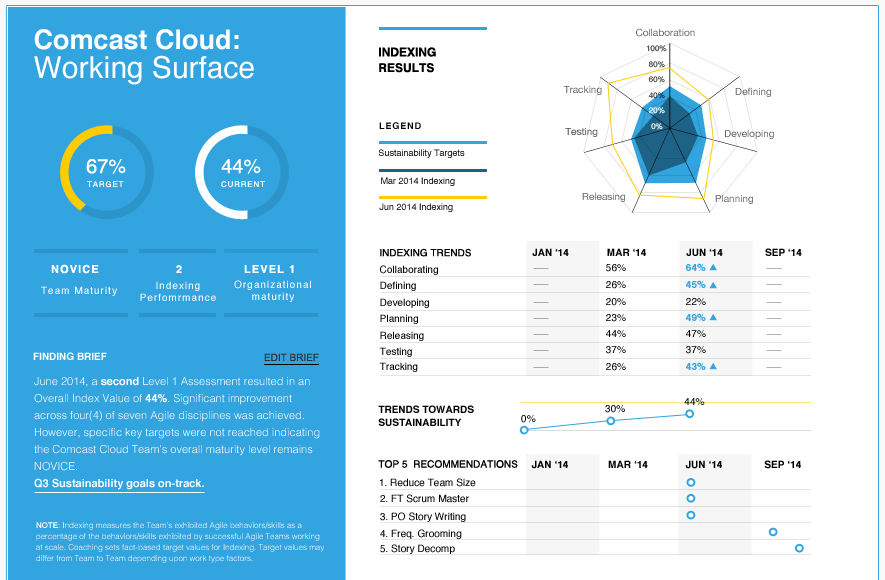 Comcast Cloud:
Working Surface
67%
TARGET
44%
CURRENT
NOVICE
Team Maturity
2
Indexing
Perfomrmance
LEVEL 1
Organizational
maturity
FINDING BRIEF
EDIT BRIEF
June 2014, a second Level 1 Assessment resulted in an
Overall Index Value of 44%. Significant improvement
across four(4) of seven Agile disciplines was achieved.
However, specific key targets were not reached indicating
the Comcast Cloud Team's overall maturity level remains
NOVICE.
Q3 Sustainability goals on-track.
NOTE: Indexing measures the Team's exhibited Agile behaviors/skills as a
percentage of the behaviors/skills exhibited by successful Agile Teams working
at scale. Coaching sets fact-based target values for Indexing. Target values may
differ from Team to Team depending upon work type factors.
INDEXING
RESULTS
LEGEND
Sustainability Targets
Mar 2014 Indexing
Jun 2014 Indexing
Collaboration
100%
80%
60%
40%
20%
0%
Tracking
Defining
Testing
Developing
Releasing
Planning
INDEXING TRENDS JAN ‘14 MAR ‘14 JUN ‘14 SEP ‘14
Collaborating — 56% 64% ▲ —
Defining — 26% 45% ▲ —
Developing — 20% 22% —
Planning — 23% 49% ▲ —
Releasing — 44% 47% —
Testing — 37% 37% —
Tracking — 26% 43% ▲ —
TRENDS TOWARDS
SUSTAINABILITY
0%
30%
44%
TOP 5 RECOMMENDATIONS JAN ‘14 MAR ‘14 JUN ‘14 SEP ‘14
1. Reduce Team Size
2. FT Scrum Master
3. PO Story Writing
4. Freq. Grooming
5. Story Decomp